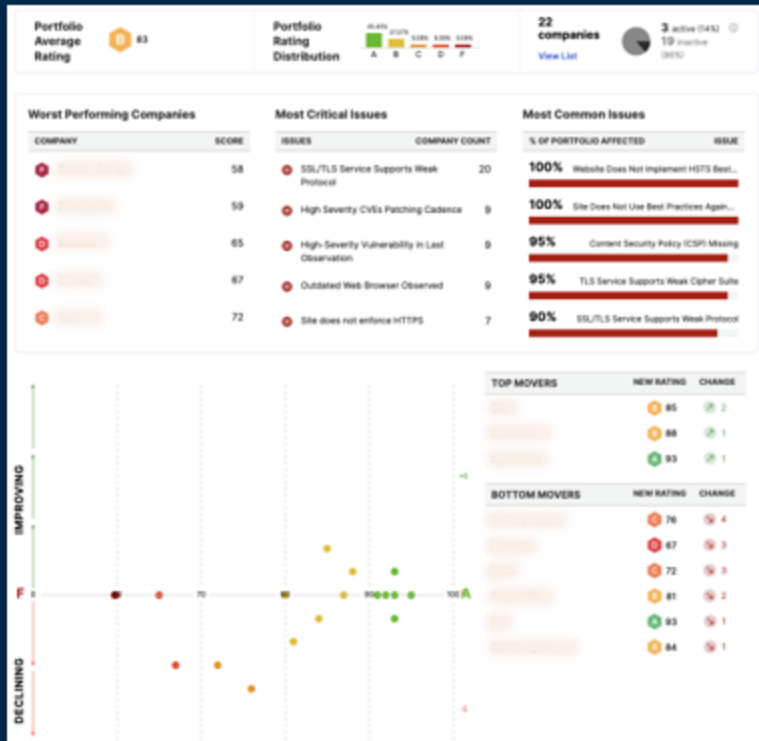 Portfolio Average Rating
B 83
Portfolio Rating Distribution
A B C D F
22 companies
View List
3 active (14%)
19 inactive (86%)
Worst Performing Companies
COMPANY SCORE
F 58
F 59
D 65
D 67
C 72
Most Critical Issues
ISSUES COMPANY COUNT
SSL/TLS Service Supports Weak Protocol 20
High Severity CVEs Patching Cadence 9
High-Severity Vulnerability in Last Observation 9
Outdated Web Browser Observed 9
Site does not enforce HTTPS 7
Most Common Issues
% OF PORTFOLIO AFFECTED ISSUE
100% Website Does Not Implement HSTS Best...
100% Site Does Not Use Best Practices Again...
95% Content Security Policy (CSP) Missing
95% TLS Service Supports Weak Cipher Suite
90% SSL/TLS Service Supports Weak Protocol
IMPROVING
DECLINING
F 70 90 100 A
+5
-5
TOP MOVERS NEW RATING CHANGE
B 85 2
B 88 1
A 93 1
BOTTOM MOVERS NEW RATING CHANGE
C 76 4
D 67 3
C 72 3
B 81 2
A 93 1
B 84 1